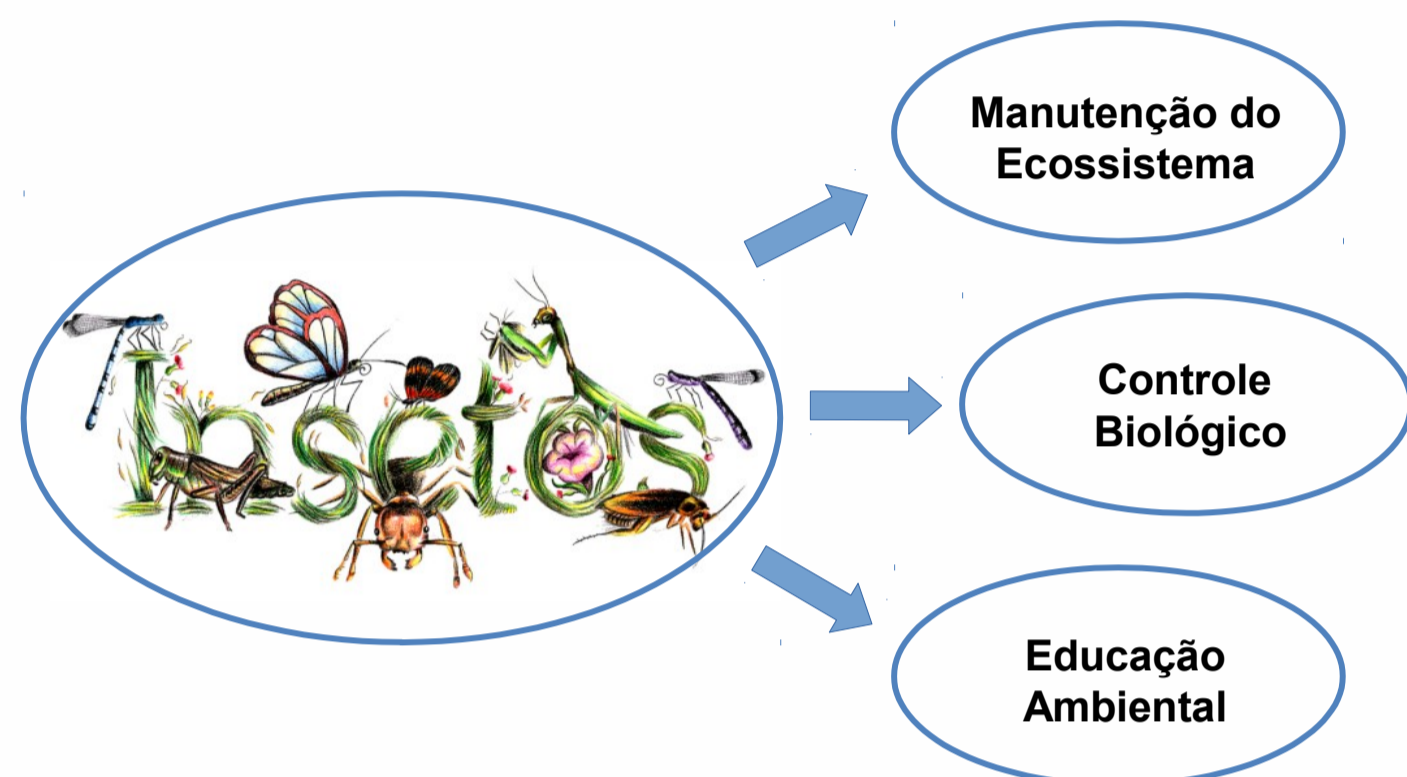 Insetos
Manutenção do
Ecossistema
Controle
Biológico
Educação
Ambiental